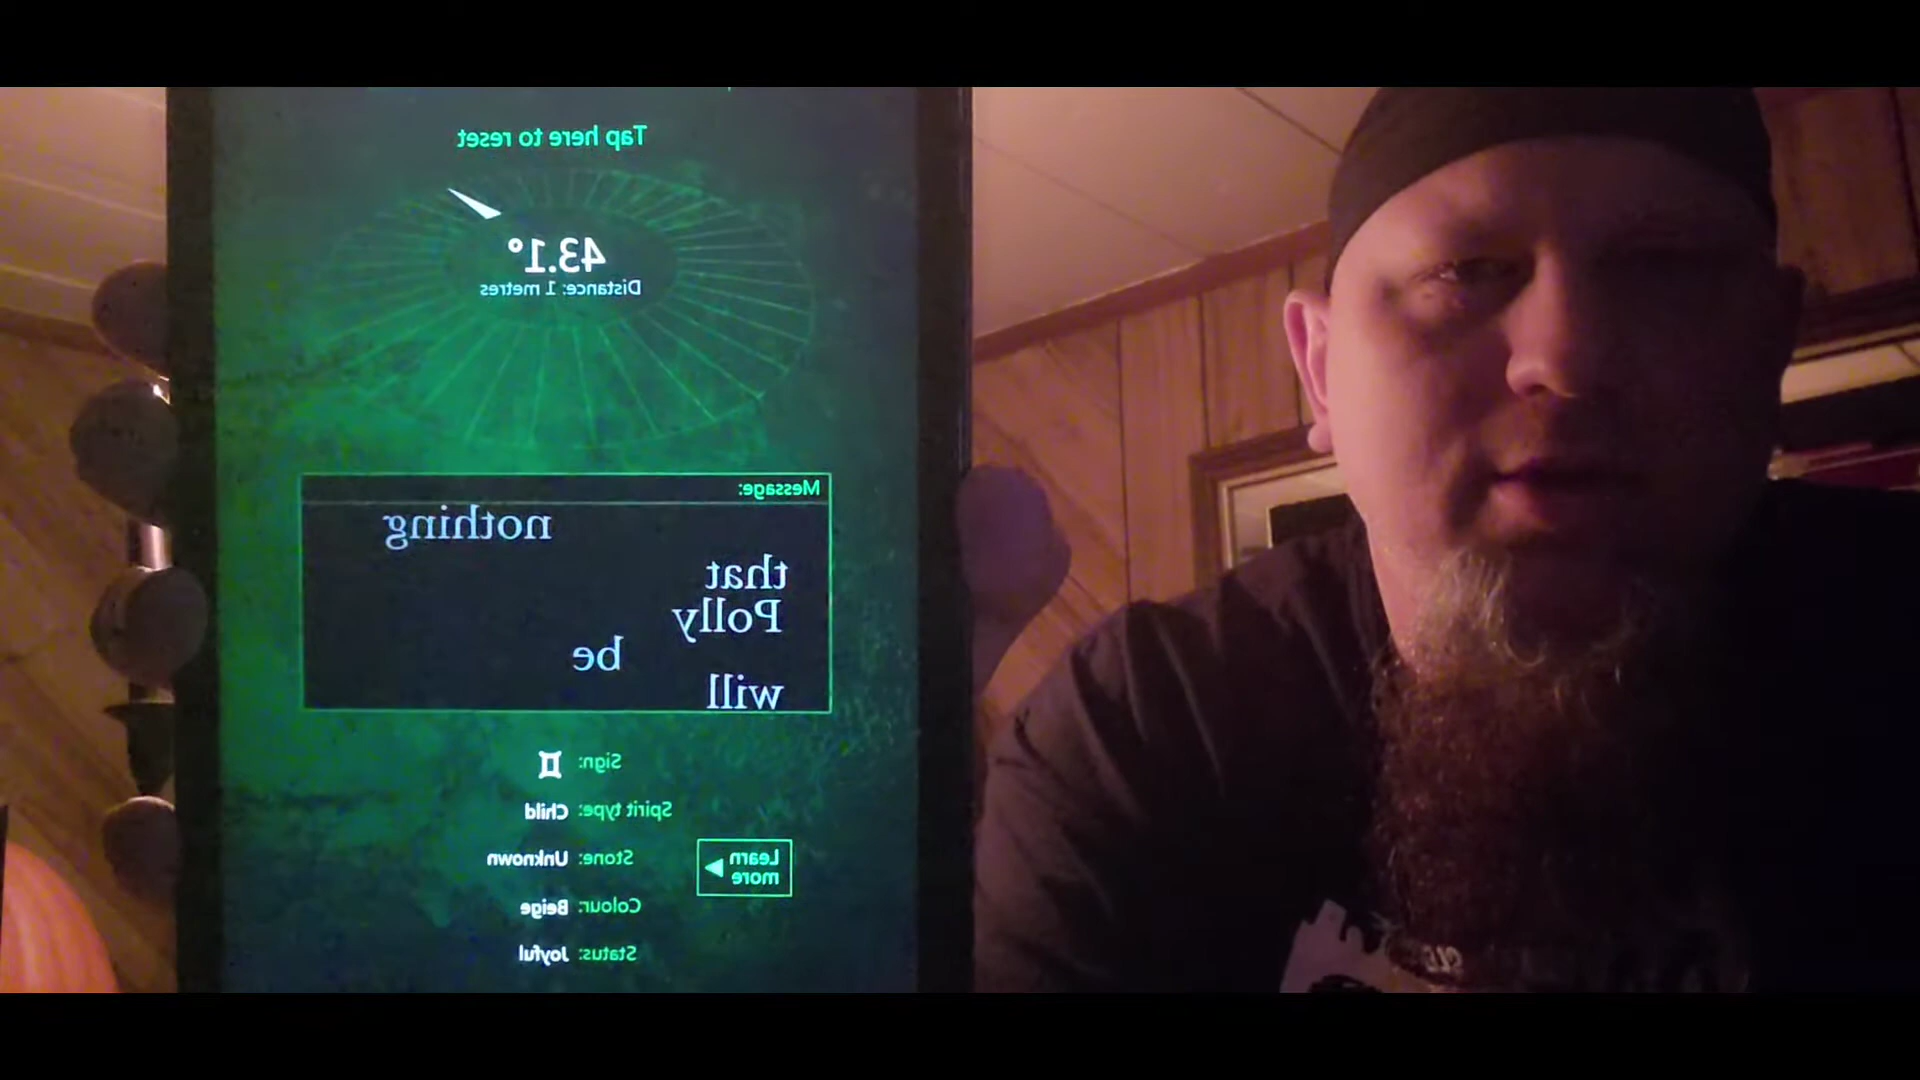 Tap here to reset
43.1°
Distance: 1 metres
Message:
nothing
that
Polly
be
will
Sign:
Spirit type: Child
Stone: Unknown
Learn more
Colour: Beige
Status: Joyful